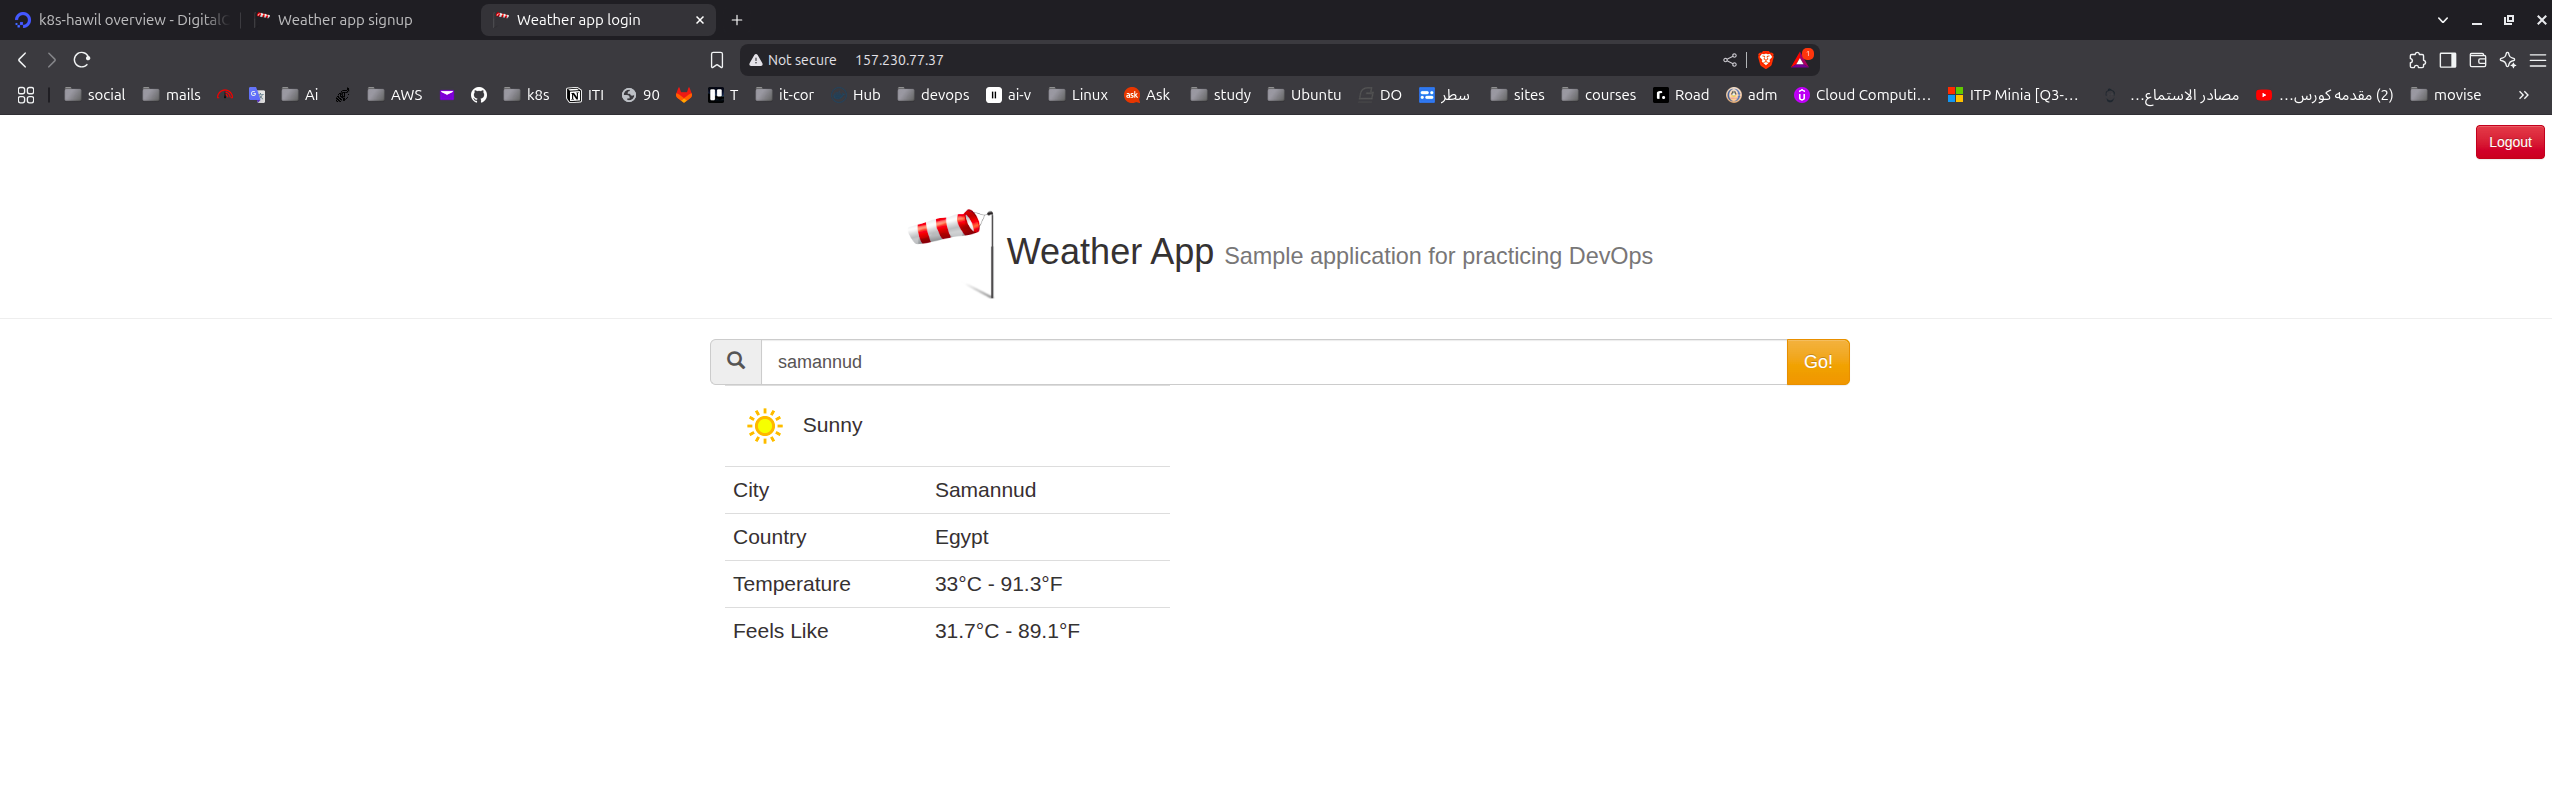 k8s-hawil overview - Digital
Weather app signup
Weather app login
Not secure 157.230.77.37
social mails Ai AWS k8s ITI 90 T it-cor Hub devops ai-v Linux Ask study Ubuntu DO سطر sites courses Road adm Cloud Computi... ITP Minia [Q3-... مصادر الاستماع... (2) مقدمه كورس... movise »
Logout
Weather App Sample application for practicing DevOps
samannud Go!
Sunny
City Samannud
Country Egypt
Temperature 33°C - 91.3°F
Feels Like 31.7°C - 89.1°F